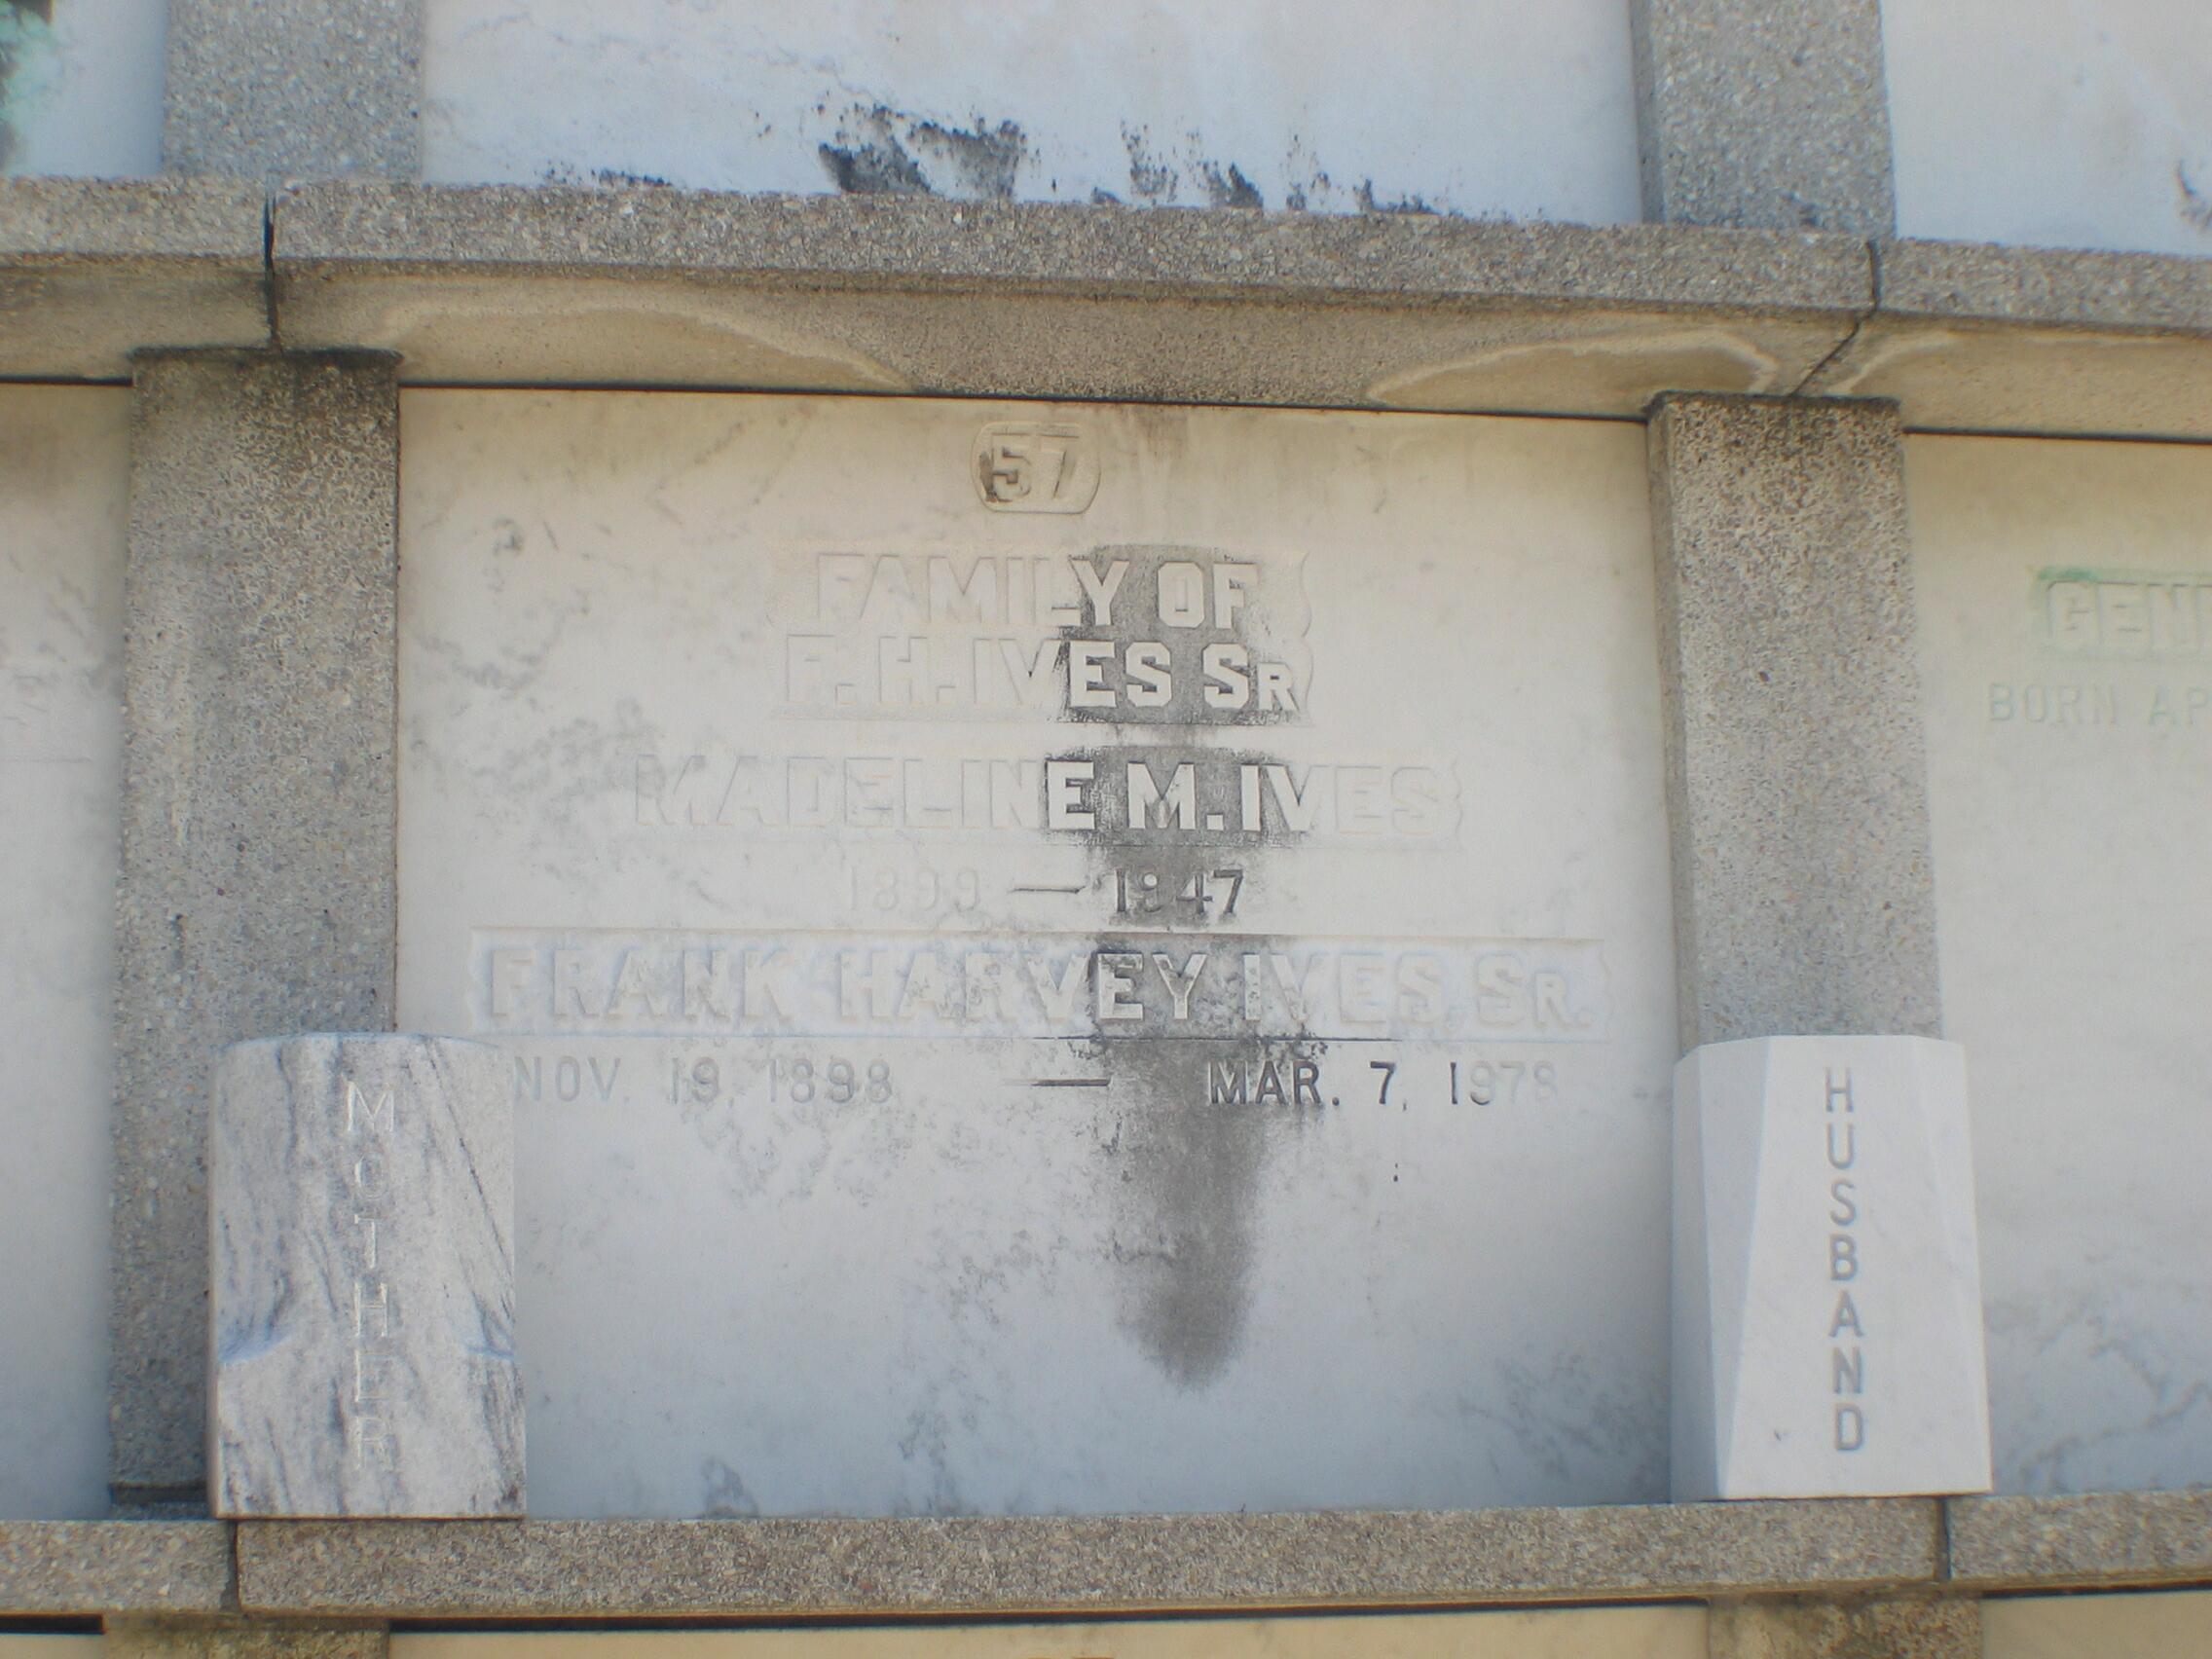 57
FAMILY OF
F. H. IVES SR
MADELINE M. IVES
1899 — 1947
FRANK HARVEY IVES SR.
NOV. 19 1898 — MAR. 7, 1978
MOTHER
HUSBAND
BORN